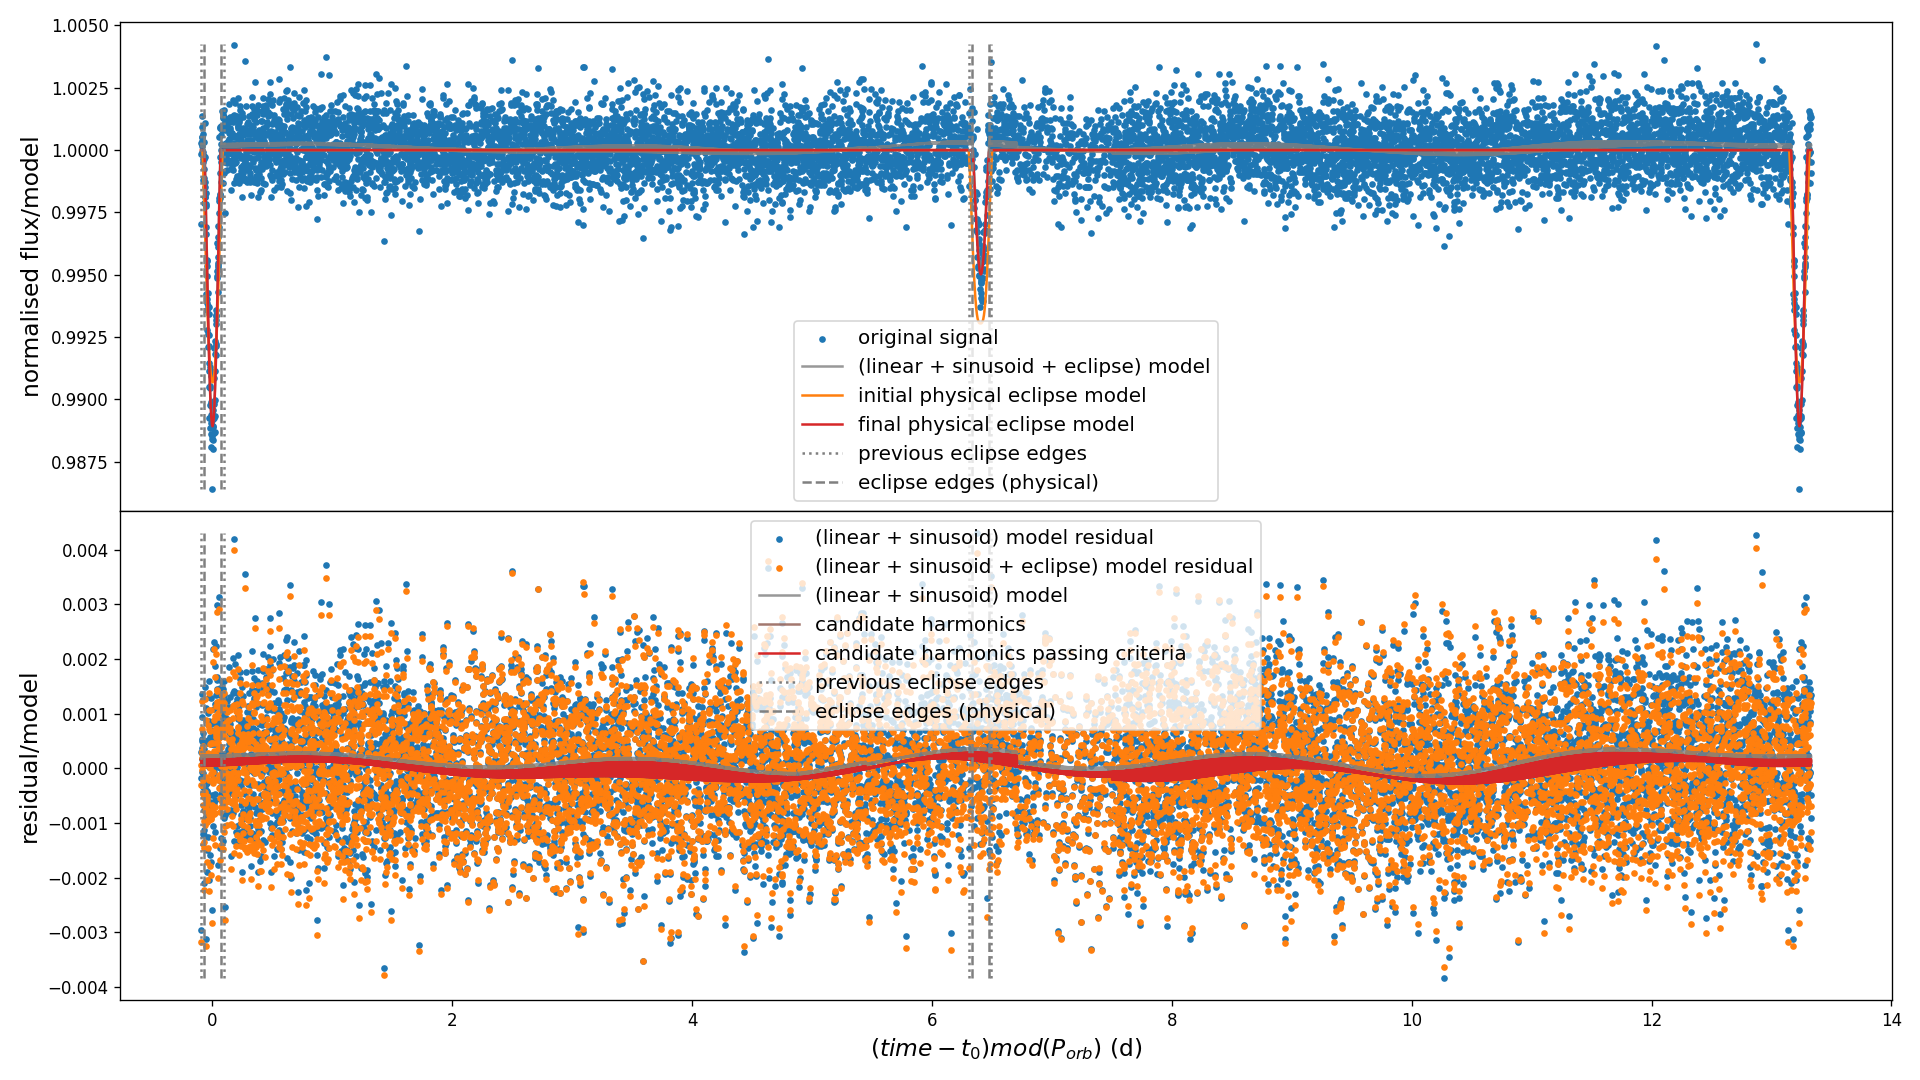 1.0050
1.0025
1.0000
0.9975
0.9950
0.9925
0.9900
0.9875
normalised flux/model
original signal
(linear + sinusoid + eclipse) model
initial physical eclipse model
final physical eclipse model
previous eclipse edges
eclipse edges (physical)
0.004
0.003
0.002
0.001
0.000
−0.001
−0.002
−0.003
−0.004
residual/model
(linear + sinusoid) model residual
(linear + sinusoid + eclipse) model residual
(linear + sinusoid) model
candidate harmonics
candidate harmonics passing criteria
previous eclipse edges
eclipse edges (physical)
0 2 4 6 8 10 12 14
(time − t₀)mod(Pₒᵣb) (d)